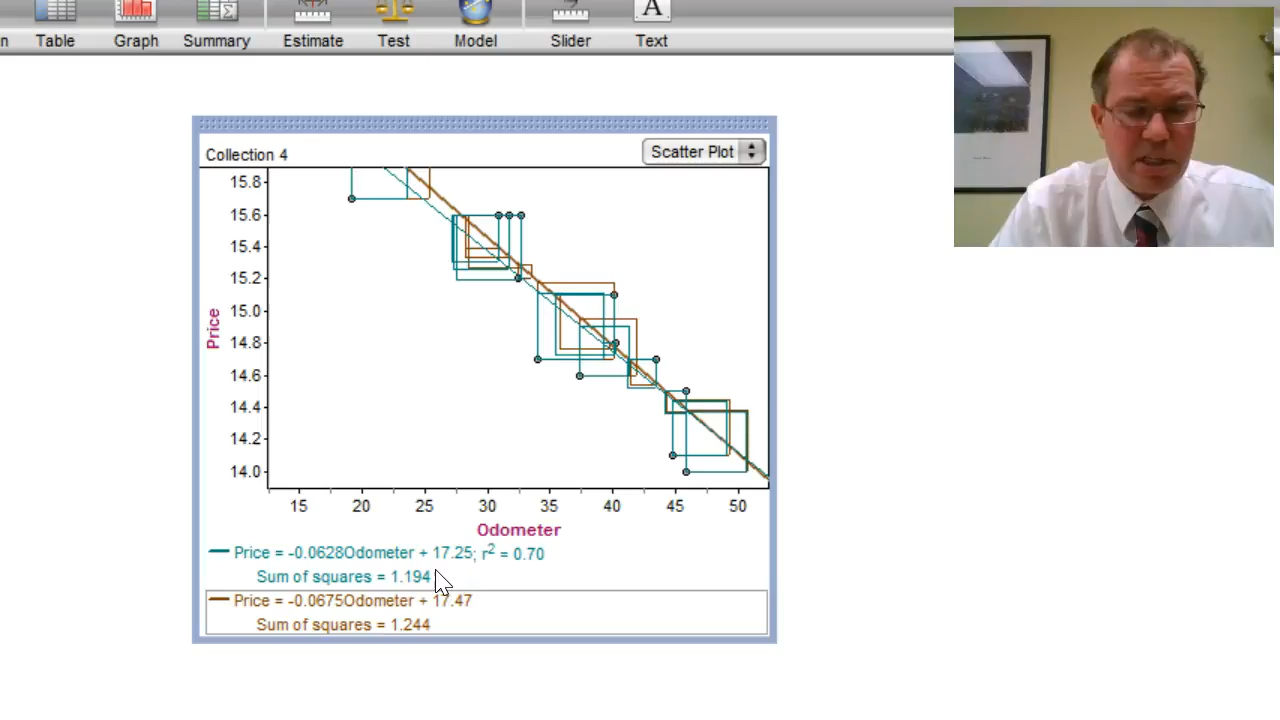 n Table Graph Summary Estimate Test Model Slider Text
A
Collection 4 Scatter Plot
15.8
15.6
15.4
15.2
15.0
14.8
14.6
14.4
14.2
14.0
Price
15 20 25 30 35 40 45 50
Odometer
Price = -0.0628Odometer + 17.25; r² = 0.70
Sum of squares = 1.194
Price = -0.0675Odometer + 17.47
Sum of squares = 1.244